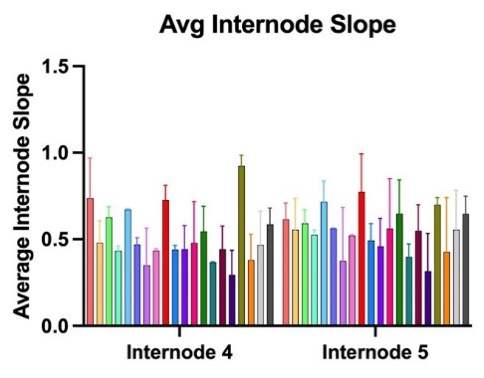 Avg Internode Slope
Average Internode Slope
1.5
1.0
0.5
0.0
Internode 4
Internode 5